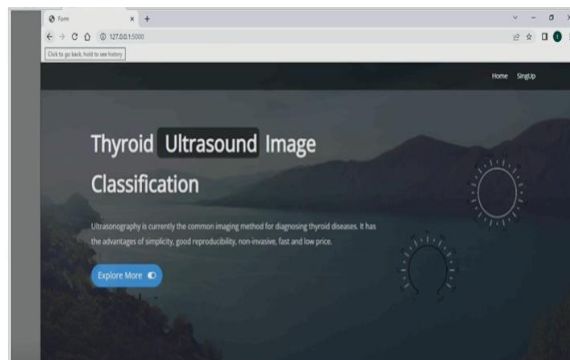 Form
127.0.0.1:5000
Click to go back, hold to see history
Home SingUp
Thyroid Ultrasound Image
Classification
Ultrasonography is currently the common imaging method for diagnosing thyroid diseases. It has
the advantages of simplicity, good reproducibility, non-invasive, fast and low price.
Explore More